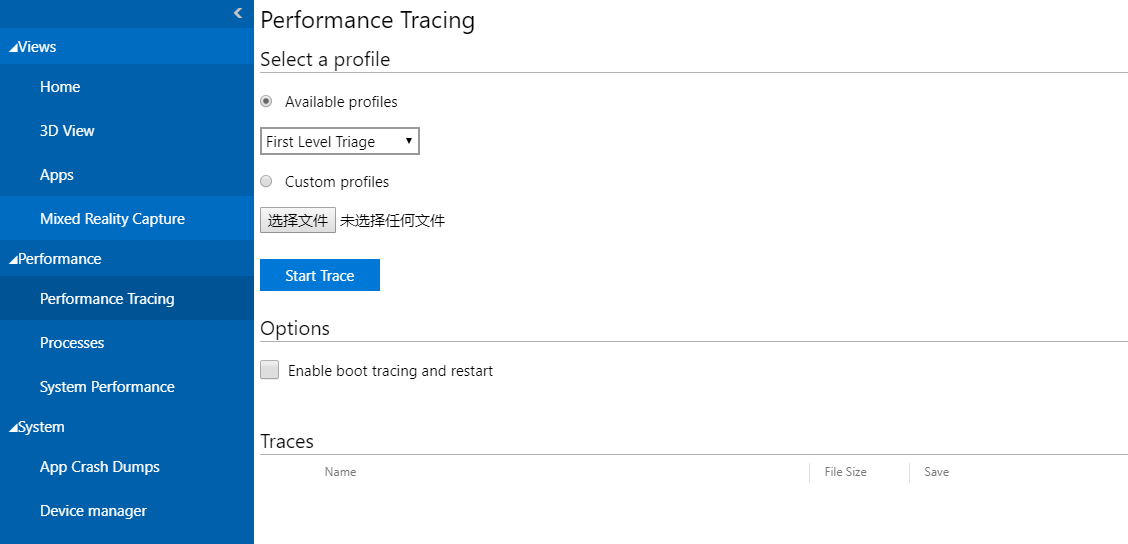 Views
Home
3D View
Apps
Mixed Reality Capture
Performance
Performance Tracing
Processes
System Performance
System
App Crash Dumps
Device manager
Performance Tracing
Select a profile
Available profiles
First Level Triage
Custom profiles
选择文件 未选择任何文件
Start Trace
Options
Enable boot tracing and restart
Traces
Name File Size Save